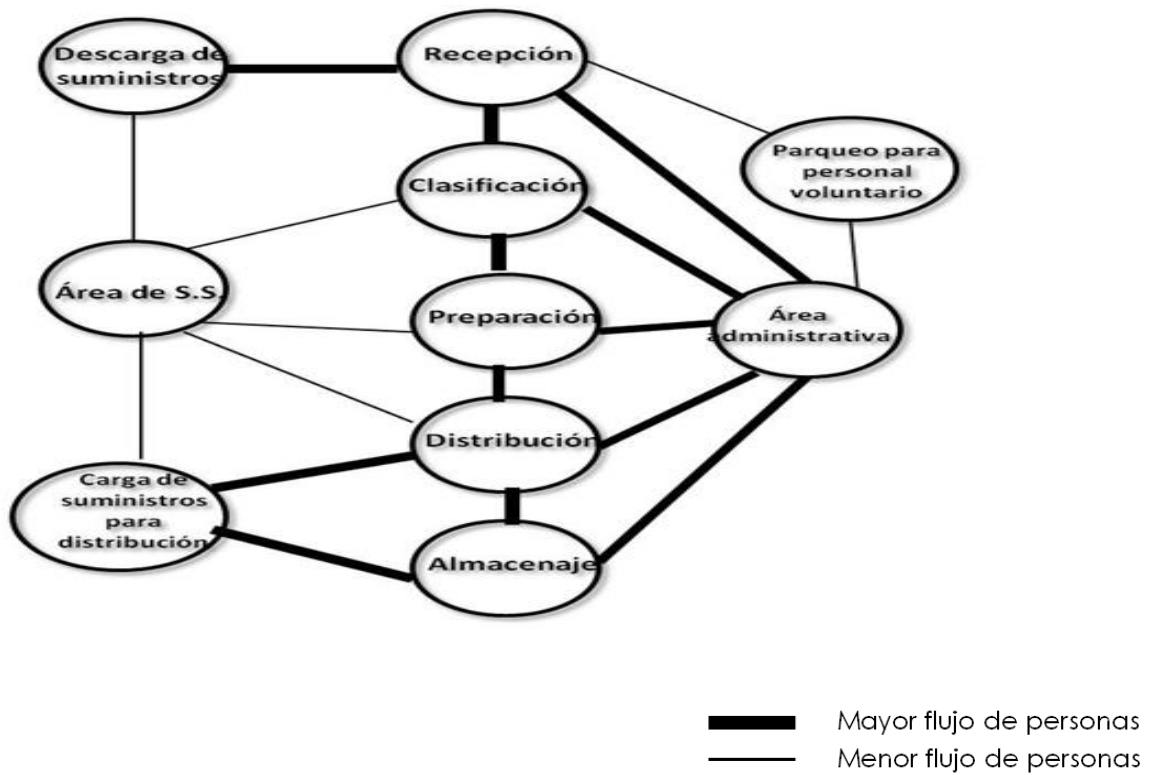 Descarga de
suministros
Recepción
Parqueo para
personal
voluntario
Clasificación
Área de S.S.
Preparación
Área
administrativa
Distribución
Carga de
suministros
para
distribución
Almacenaje
Mayor flujo de personas
Menor flujo de personas